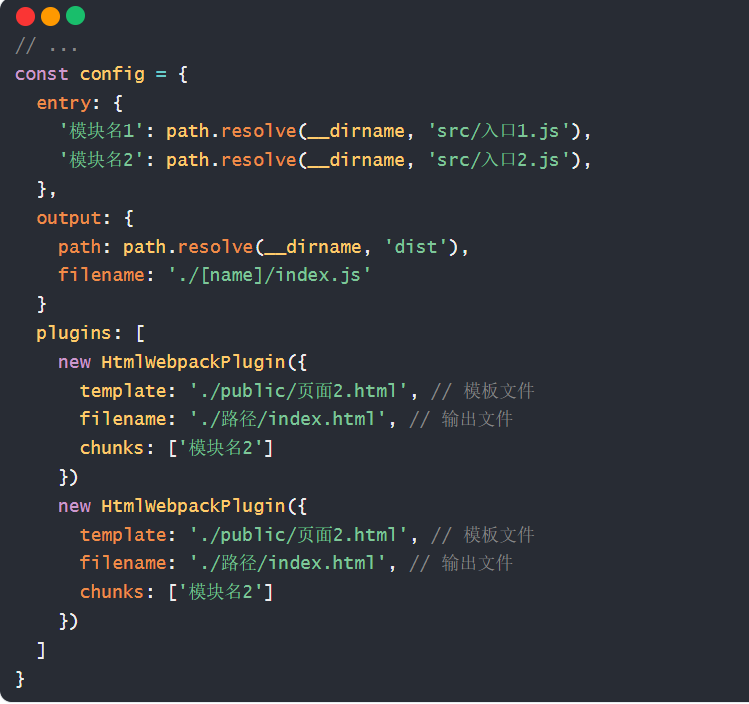 // ...
const config = {
  entry: {
    '模块名1': path.resolve(__dirname, 'src/入口1.js'),
    '模块名2': path.resolve(__dirname, 'src/入口2.js'),
  },
  output: {
    path: path.resolve(__dirname, 'dist'),
    filename: './[name]/index.js'
  }
  plugins: [
    new HtmlWebpackPlugin({
      template: './public/页面2.html', // 模板文件
      filename: './路径/index.html', // 输出文件
      chunks: ['模块名2']
    })
    new HtmlWebpackPlugin({
      template: './public/页面2.html', // 模板文件
      filename: './路径/index.html', // 输出文件
      chunks: ['模块名2']
    })
  ]
}